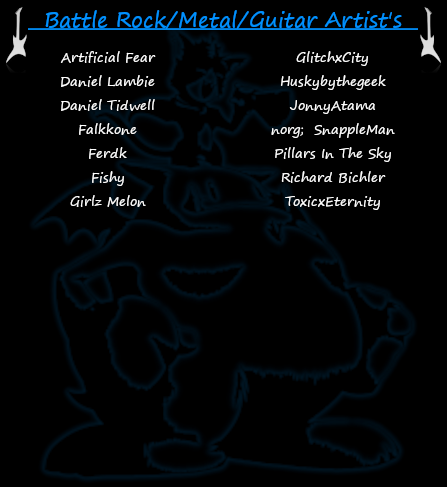 Battle Rock/Metal/Guitar Artist's
Artificial Fear
Daniel Lambie
Daniel Tidwell
Falkkone
Ferdk
Fishy
Girlz Melon
GlitchxCity
Huskybythegeek
JonnyAtama
norg;  SnappleMan
Pillars In The Sky
Richard Bichler
ToxicxEternity